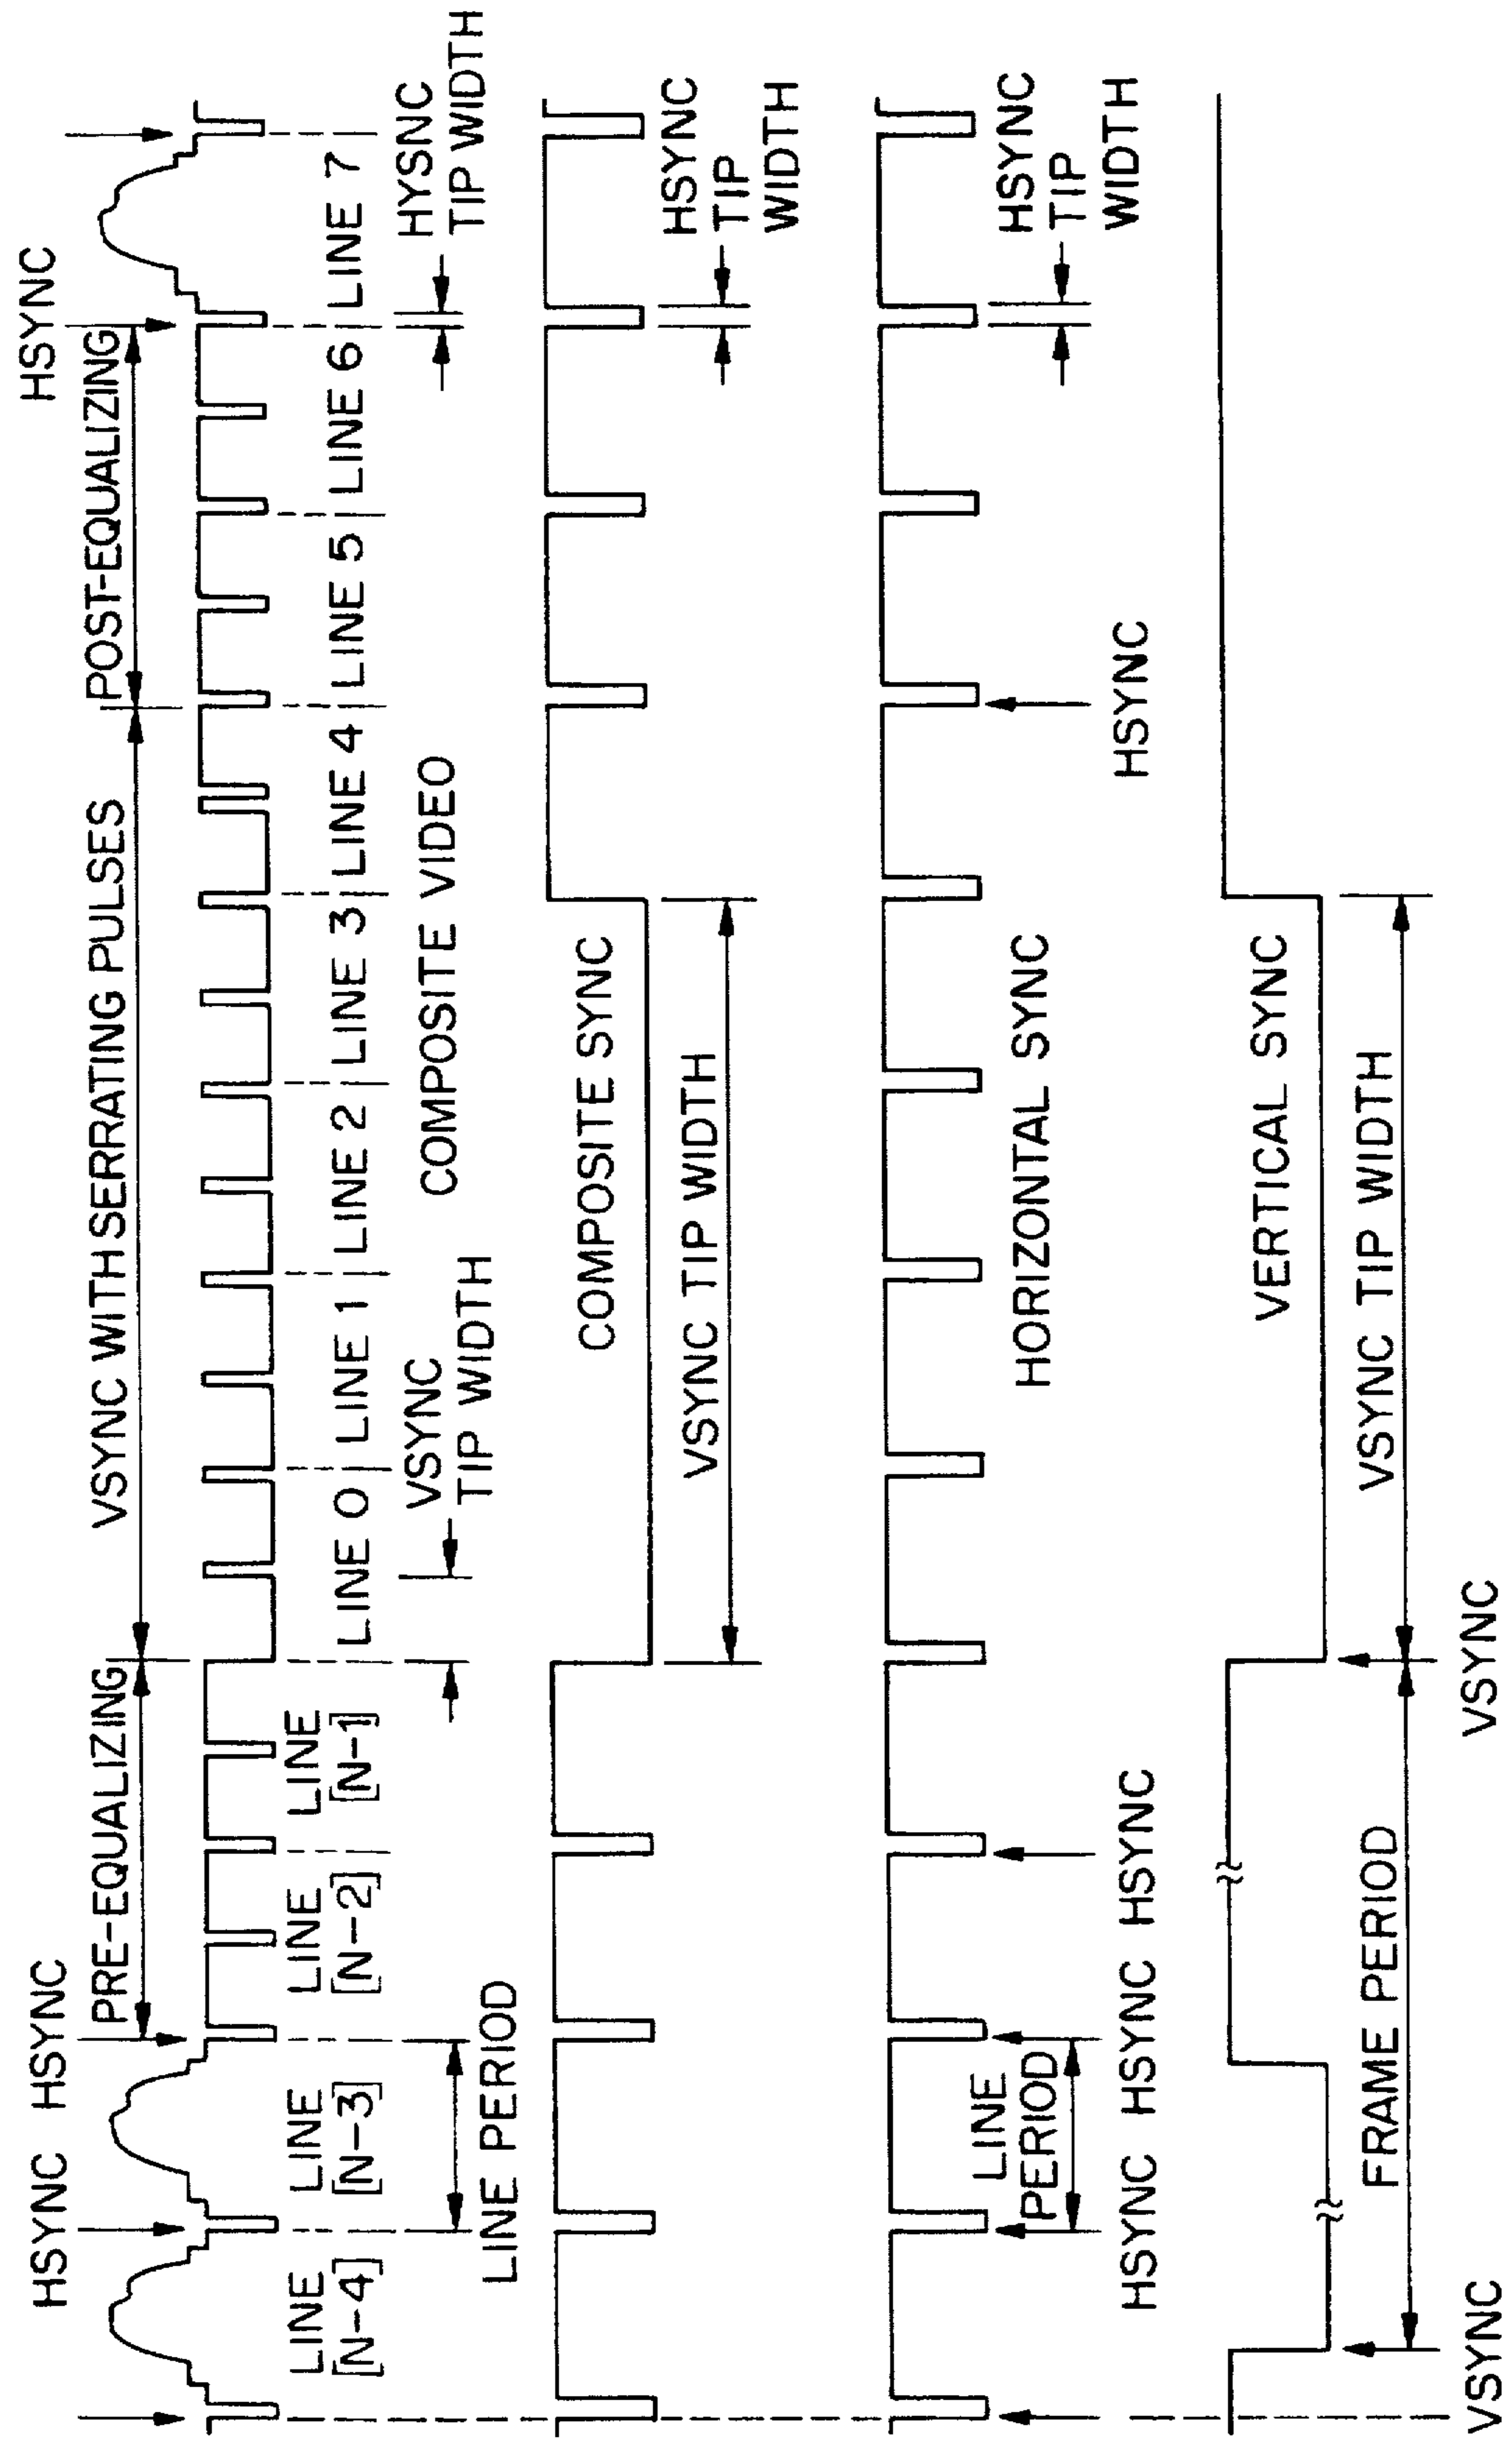 HSYNC HSYNC
HSYNC
PRE-EQUALIZING
VSYNC WITH SERRATING PULSES
POST-EQUALIZING
LINE
[N-4]
LINE
[N-3]
LINE
[N-2]
LINE
[N-1]
LINE 0
LINE 1
LINE 2
LINE 3
LINE 4
LINE 5
LINE 6
LINE 7
LINE PERIOD
VSYNC
TIP WIDTH
COMPOSITE VIDEO
HYSNC
TIP WIDTH
COMPOSITE SYNC
VSYNC TIP WIDTH
HSYNC
TIP
WIDTH
LINE
PERIOD
HORIZONTAL SYNC
HSYNC
TIP
WIDTH
HSYNC HSYNC HSYNC
HSYNC
VERTICAL SYNC
FRAME PERIOD
VSYNC TIP WIDTH
VSYNC
VSYNC